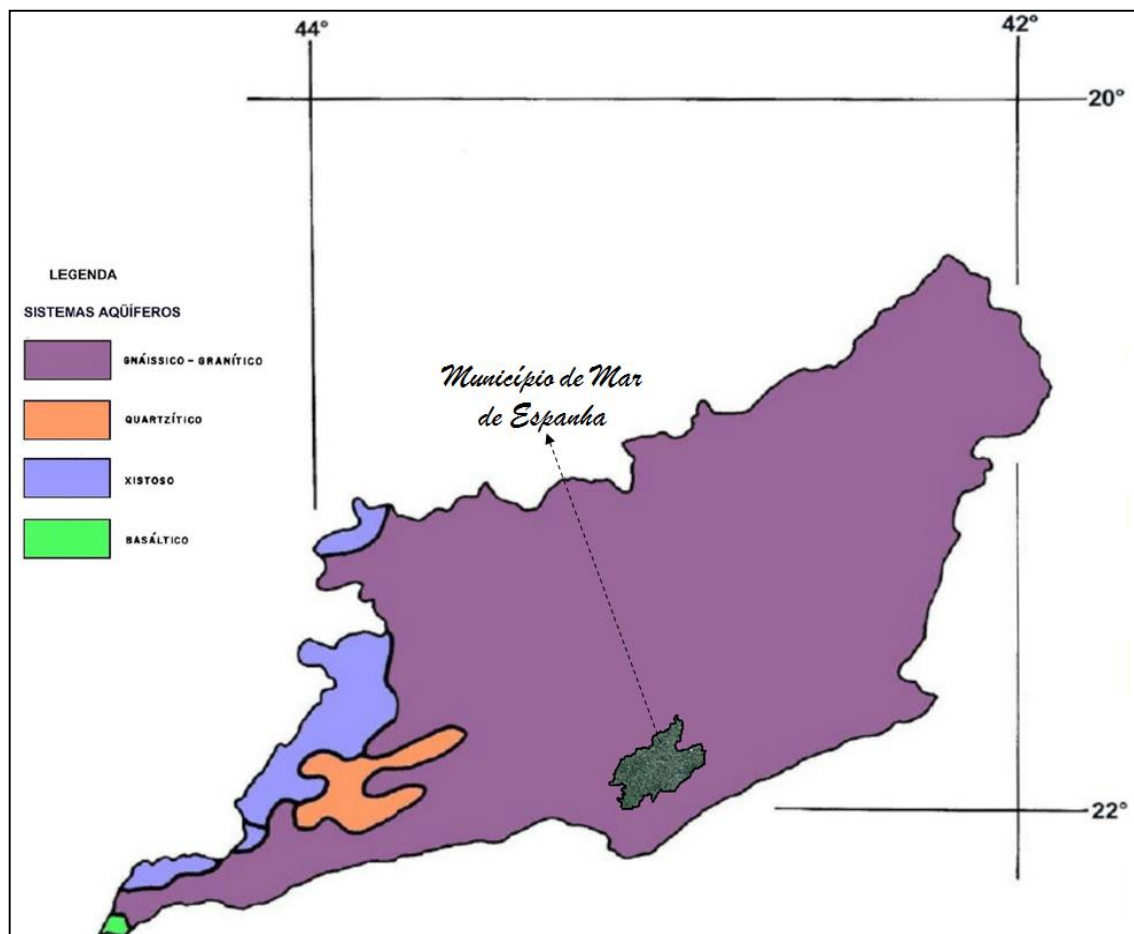 44°
42°
20°
LEGENDA
SISTEMAS AQÜÍFEROS
GNÁISSICO – GRANÍTICO
QUARTZÍTICO
XISTOSO
BASÁLTICO
Município de Mar
de Espanha
22°